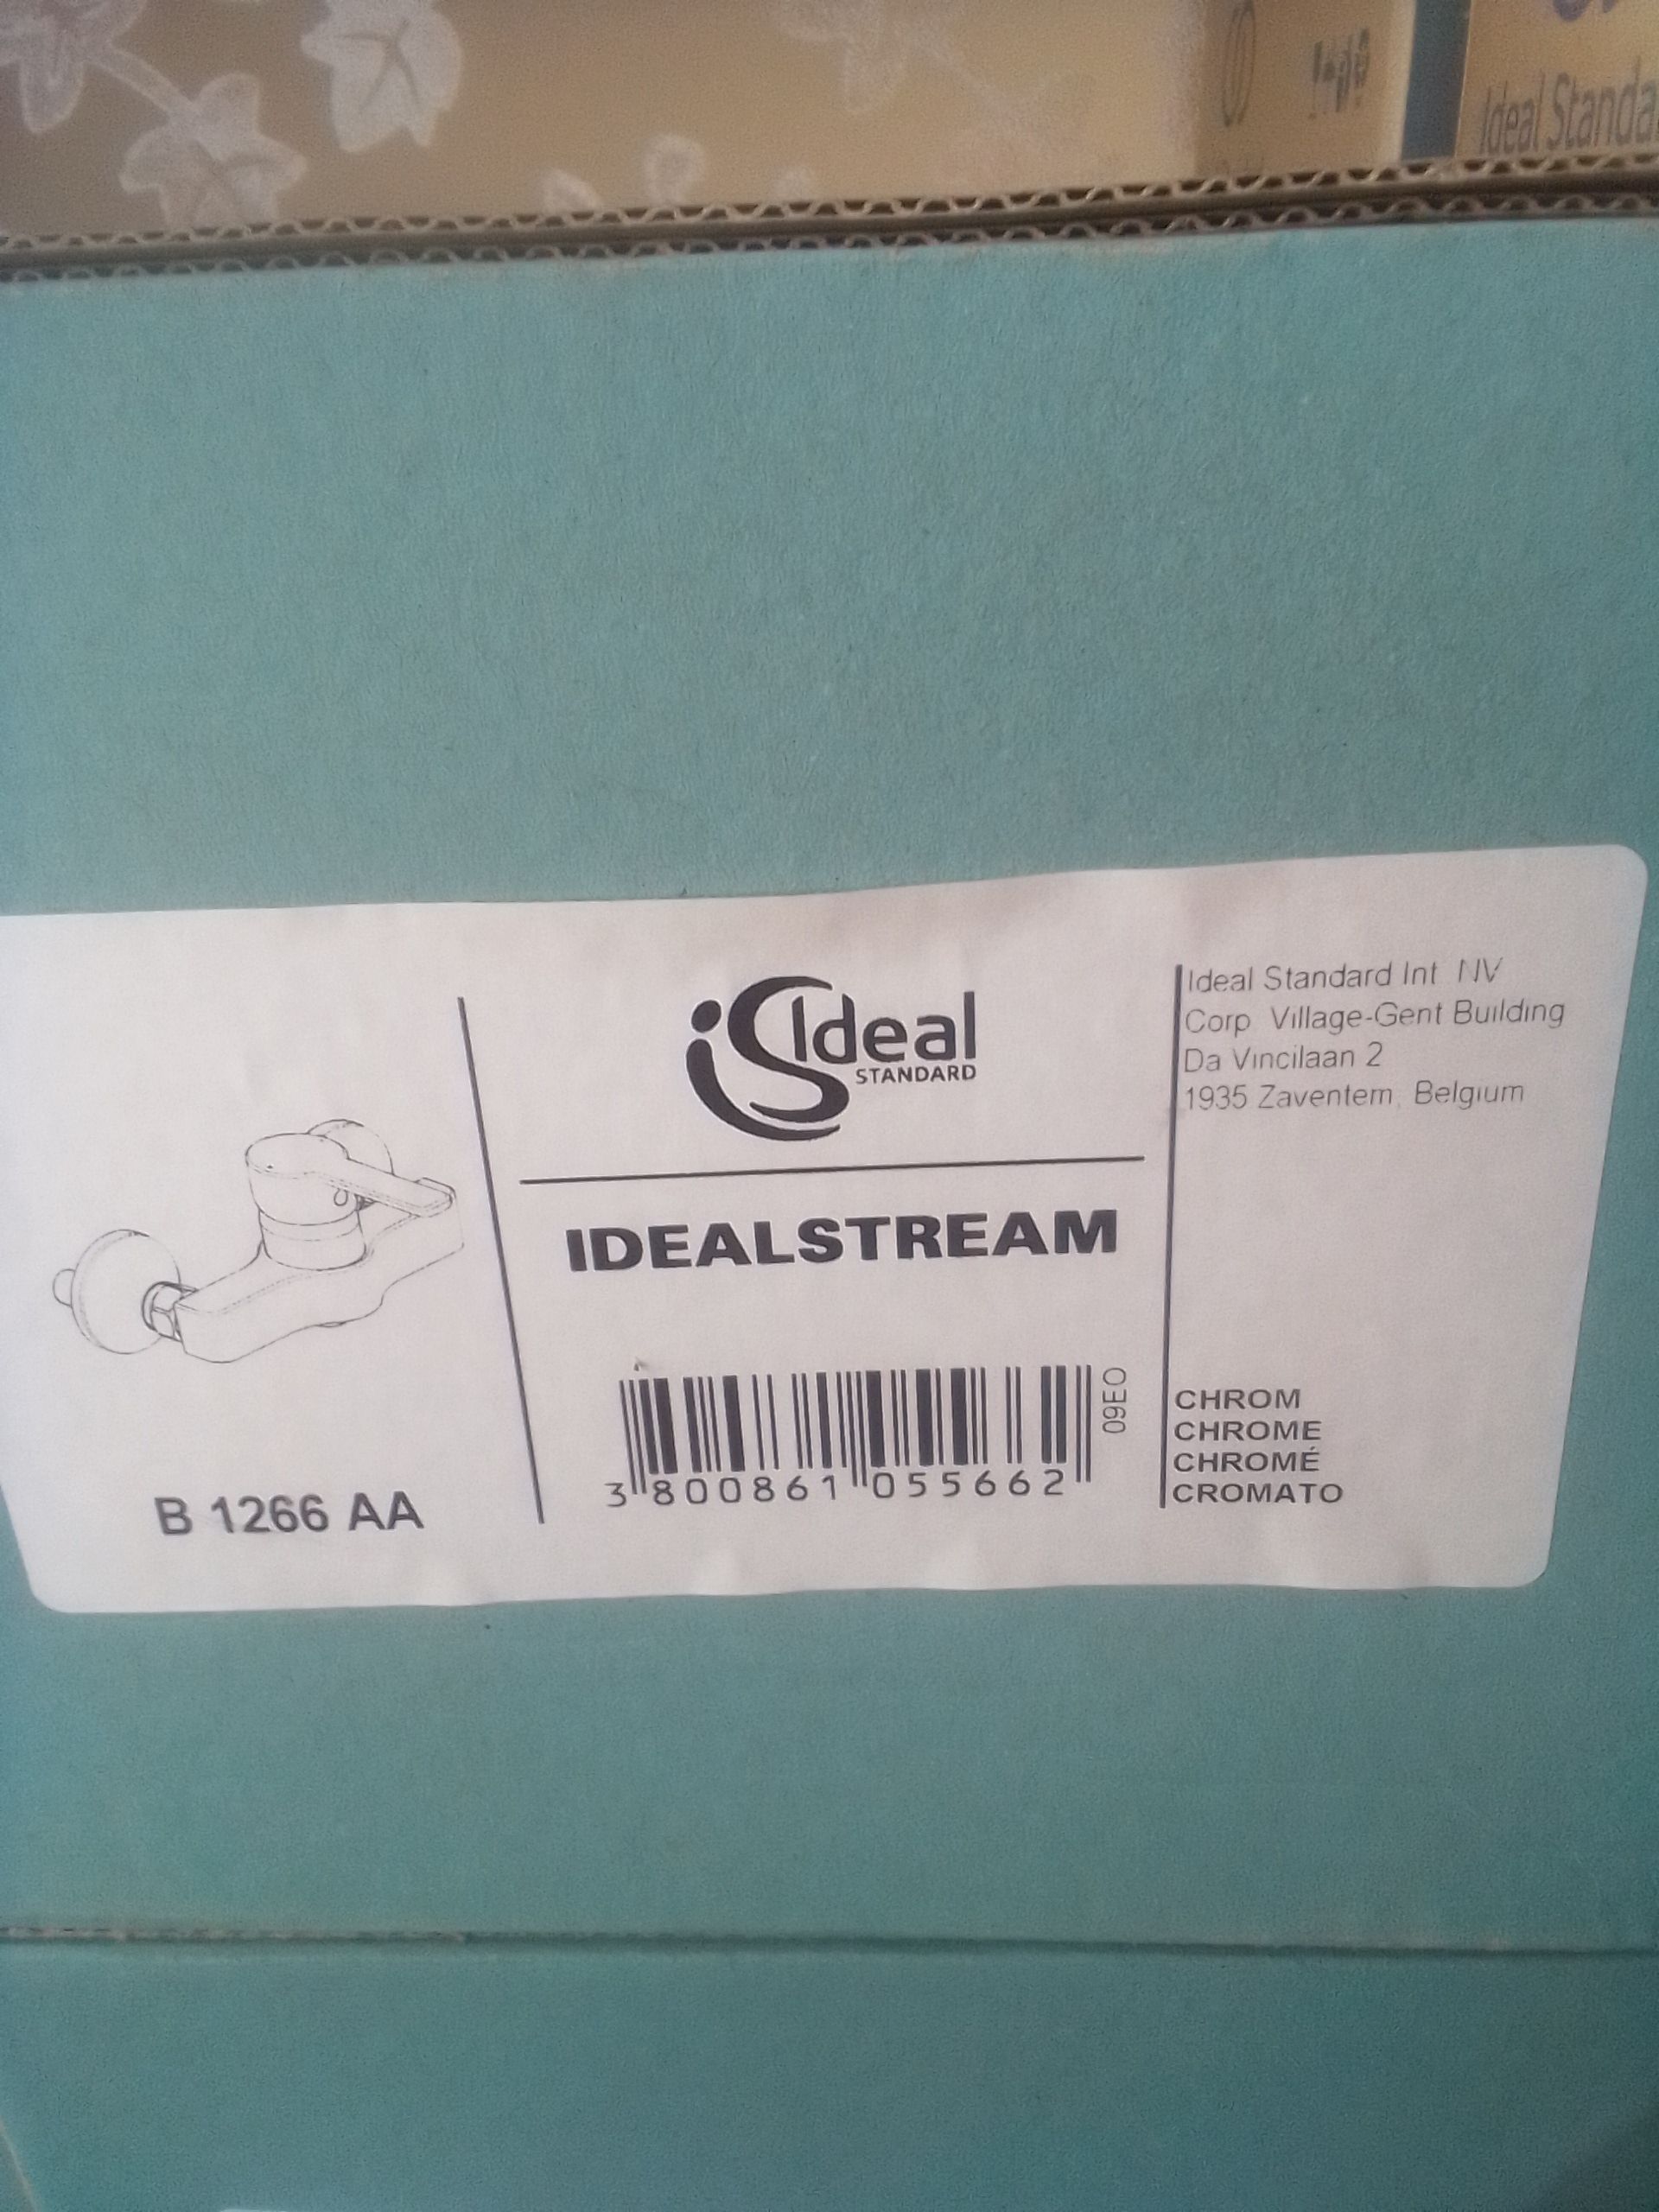 Ideal Standa
Ideal
STANDARD
IDEALSTREAM
3 800861 055662
09EO
B 1266 AA
Ideal Standard Int NV
Corp Village-Gent Building
Da Vincilaan 2
1935 Zaventem, Belgium
CHROM
CHROME
CHROMÉ
CROMATO